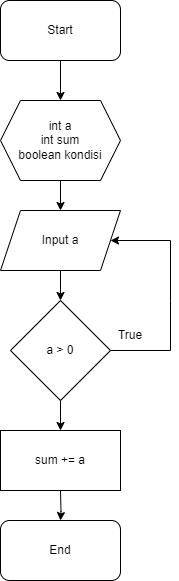 Start
int a
int sum
boolean kondisi
Input a
True
a > 0
sum += a
End